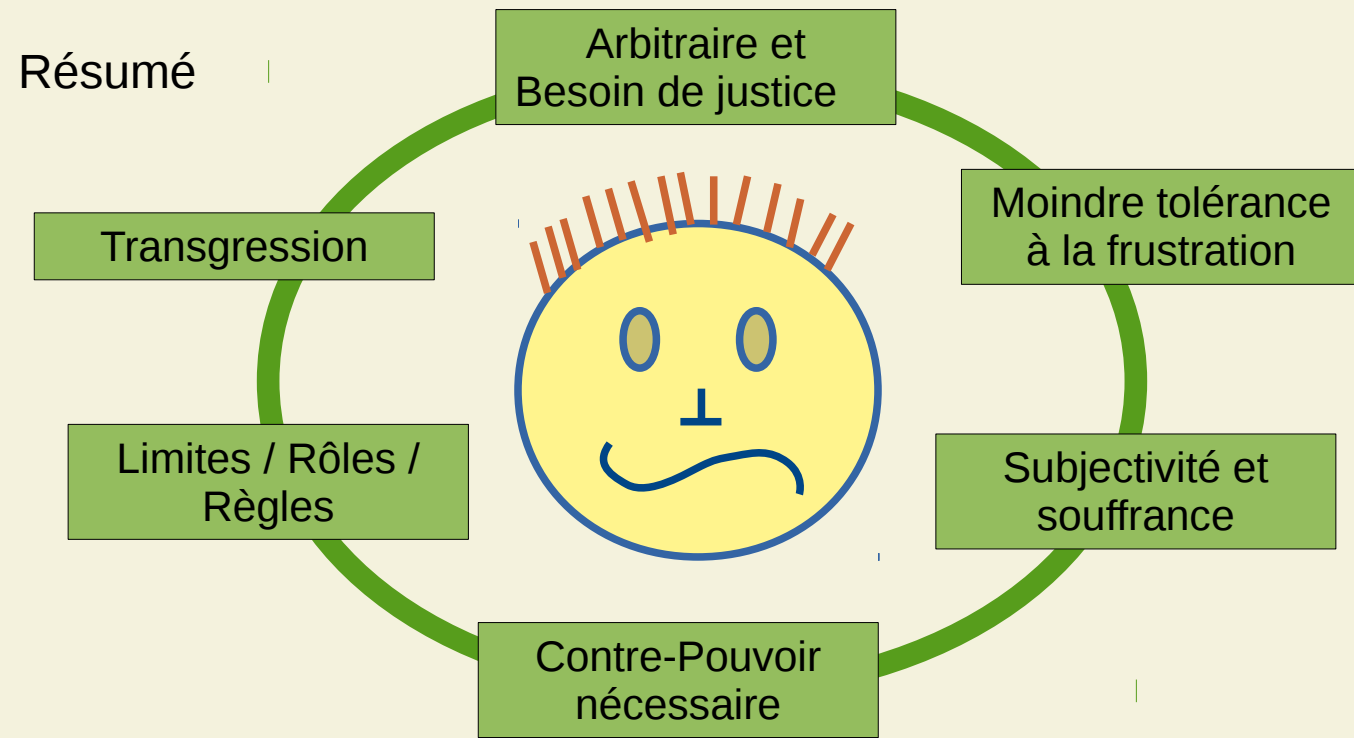 Résumé
Arbitraire et
Besoin de justice
Moindre tolérance
à la frustration
Transgression
Limites / Rôles /
Règles
Subjectivité et
souffrance
Contre-Pouvoir
nécessaire